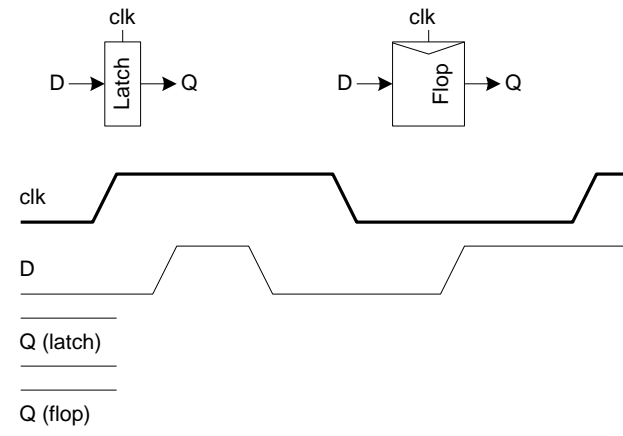 clk
clk
D Latch Q
D Flop Q
clk
D
Q (latch)
Q (flop)